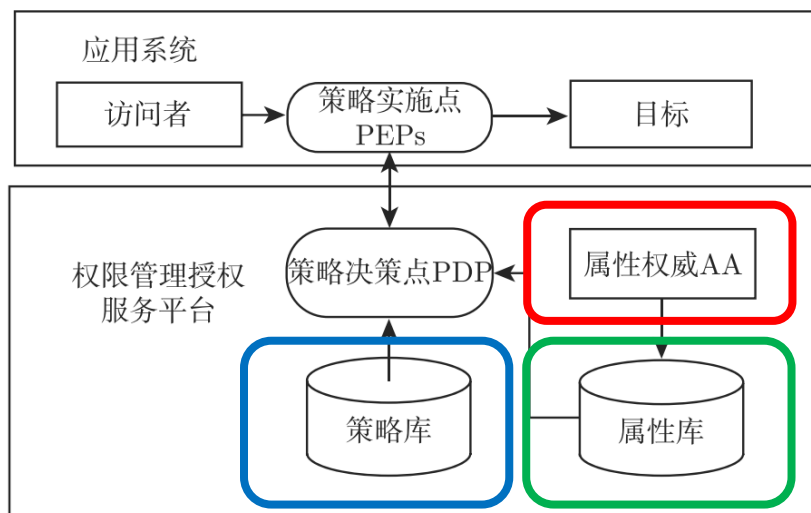 应用系统
访问者
策略实施点
PEPs
目标
权限管理授权
服务平台
策略决策点PDP
属性权威AA
策略库
属性库